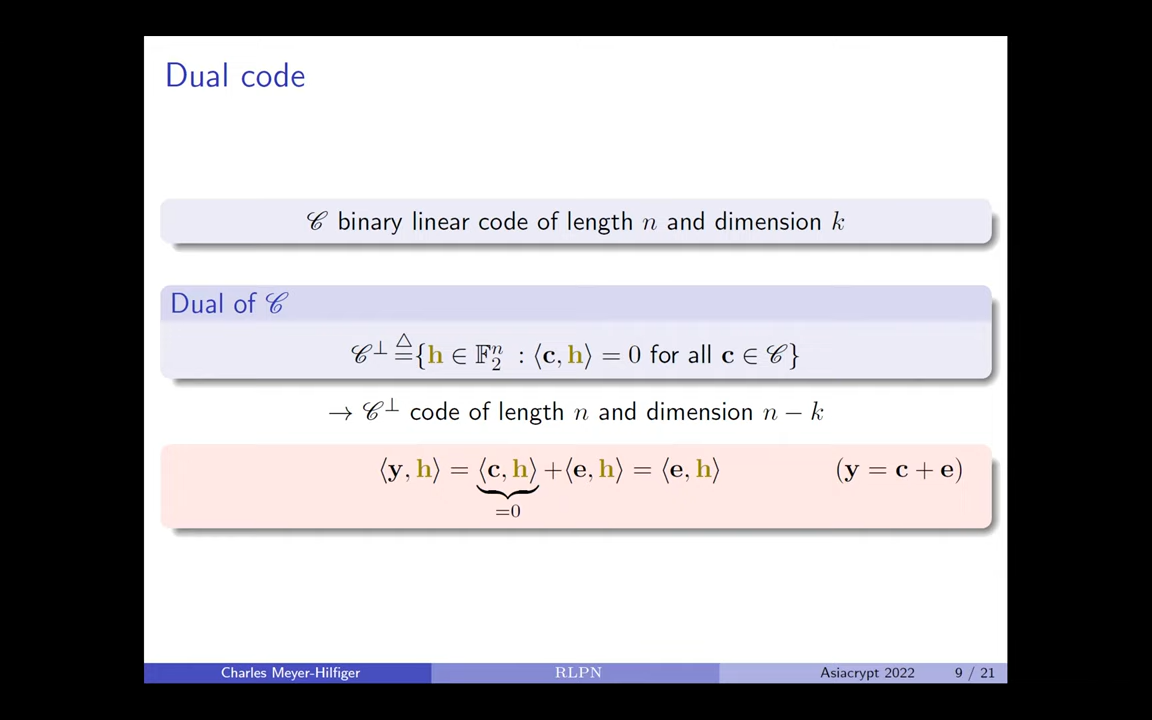 Dual code
𝒞 binary linear code of length n and dimension k
Dual of 𝒞
𝒞^⊥ ≜ {h ∈ 𝔽_2^n : ⟨c, h⟩ = 0 for all c ∈ 𝒞}
→ 𝒞^⊥ code of length n and dimension n − k
⟨y, h⟩ = ⟨c, h⟩ + ⟨e, h⟩ = ⟨e, h⟩ (y = c + e)
=0
Charles Meyer-Hilfiger RLPN Asiacrypt 2022 9 / 21